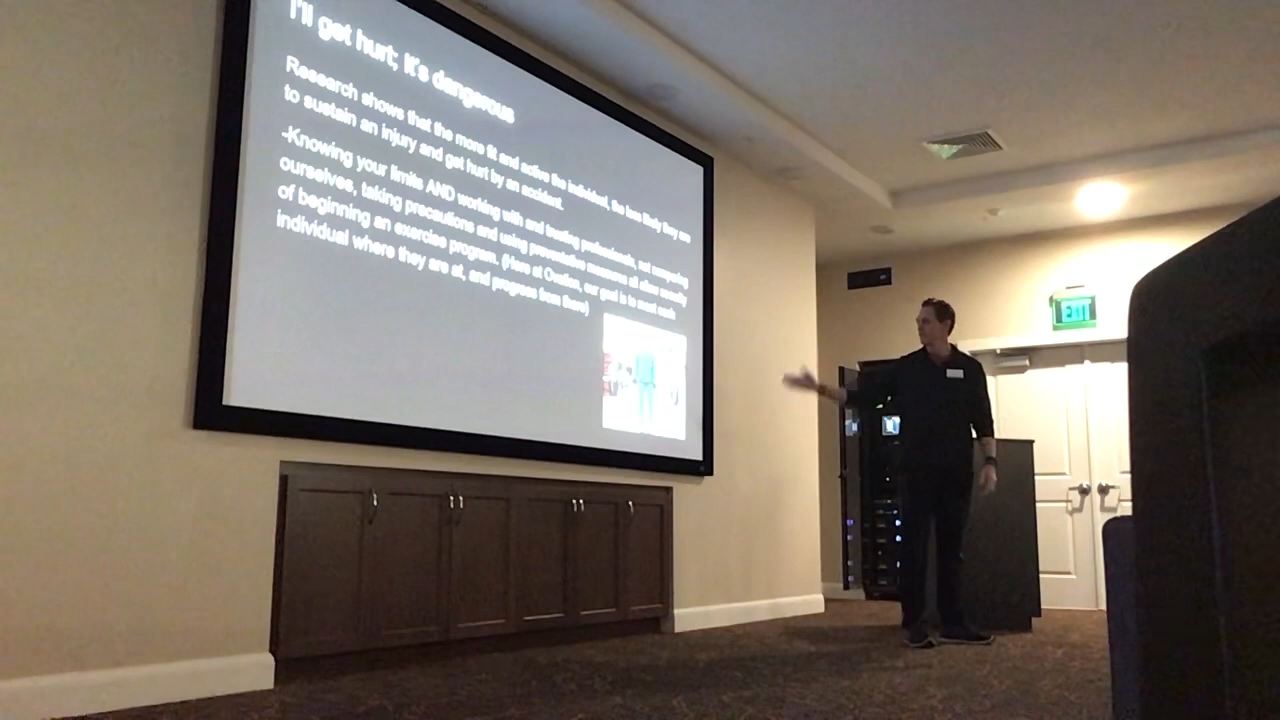 I'll get hurt; it's dangerous
Research shows that the more fit and active the individual, the less likely they are
to sustain an injury and get hurt by an accident.
-Knowing your limits AND working with and trusting professionals, not comparing
ourselves, taking precautions and using preventative measures all allow
of beginning an exercise program. (Here at Ovation, our goal is to meet each
individual where they are at, and progress from there)
EXIT